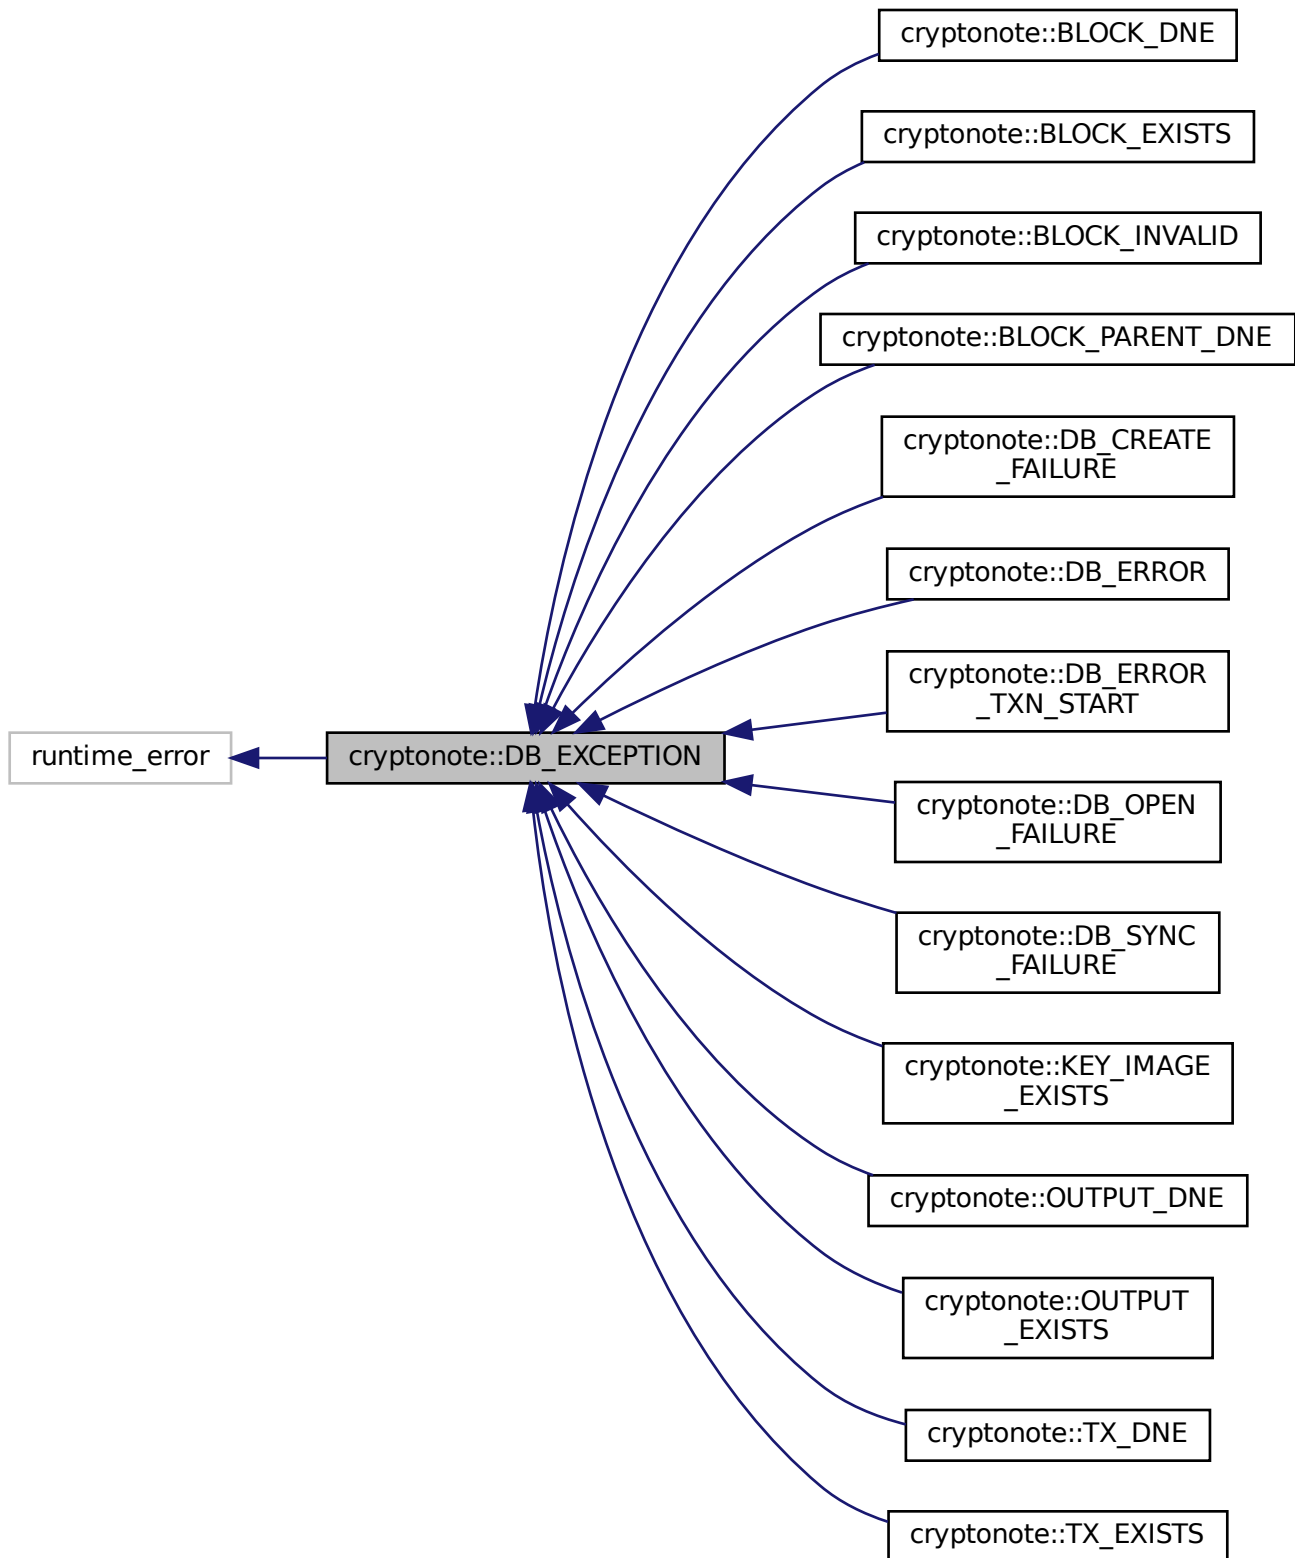 cryptonote::BLOCK_DNE
cryptonote::BLOCK_EXISTS
cryptonote::BLOCK_INVALID
cryptonote::BLOCK_PARENT_DNE
cryptonote::DB_CREATE
_FAILURE
cryptonote::DB_ERROR
cryptonote::DB_ERROR
_TXN_START
runtime_error
cryptonote::DB_EXCEPTION
cryptonote::DB_OPEN
_FAILURE
cryptonote::DB_SYNC
_FAILURE
cryptonote::KEY_IMAGE
_EXISTS
cryptonote::OUTPUT_DNE
cryptonote::OUTPUT
_EXISTS
cryptonote::TX_DNE
cryptonote::TX_EXISTS